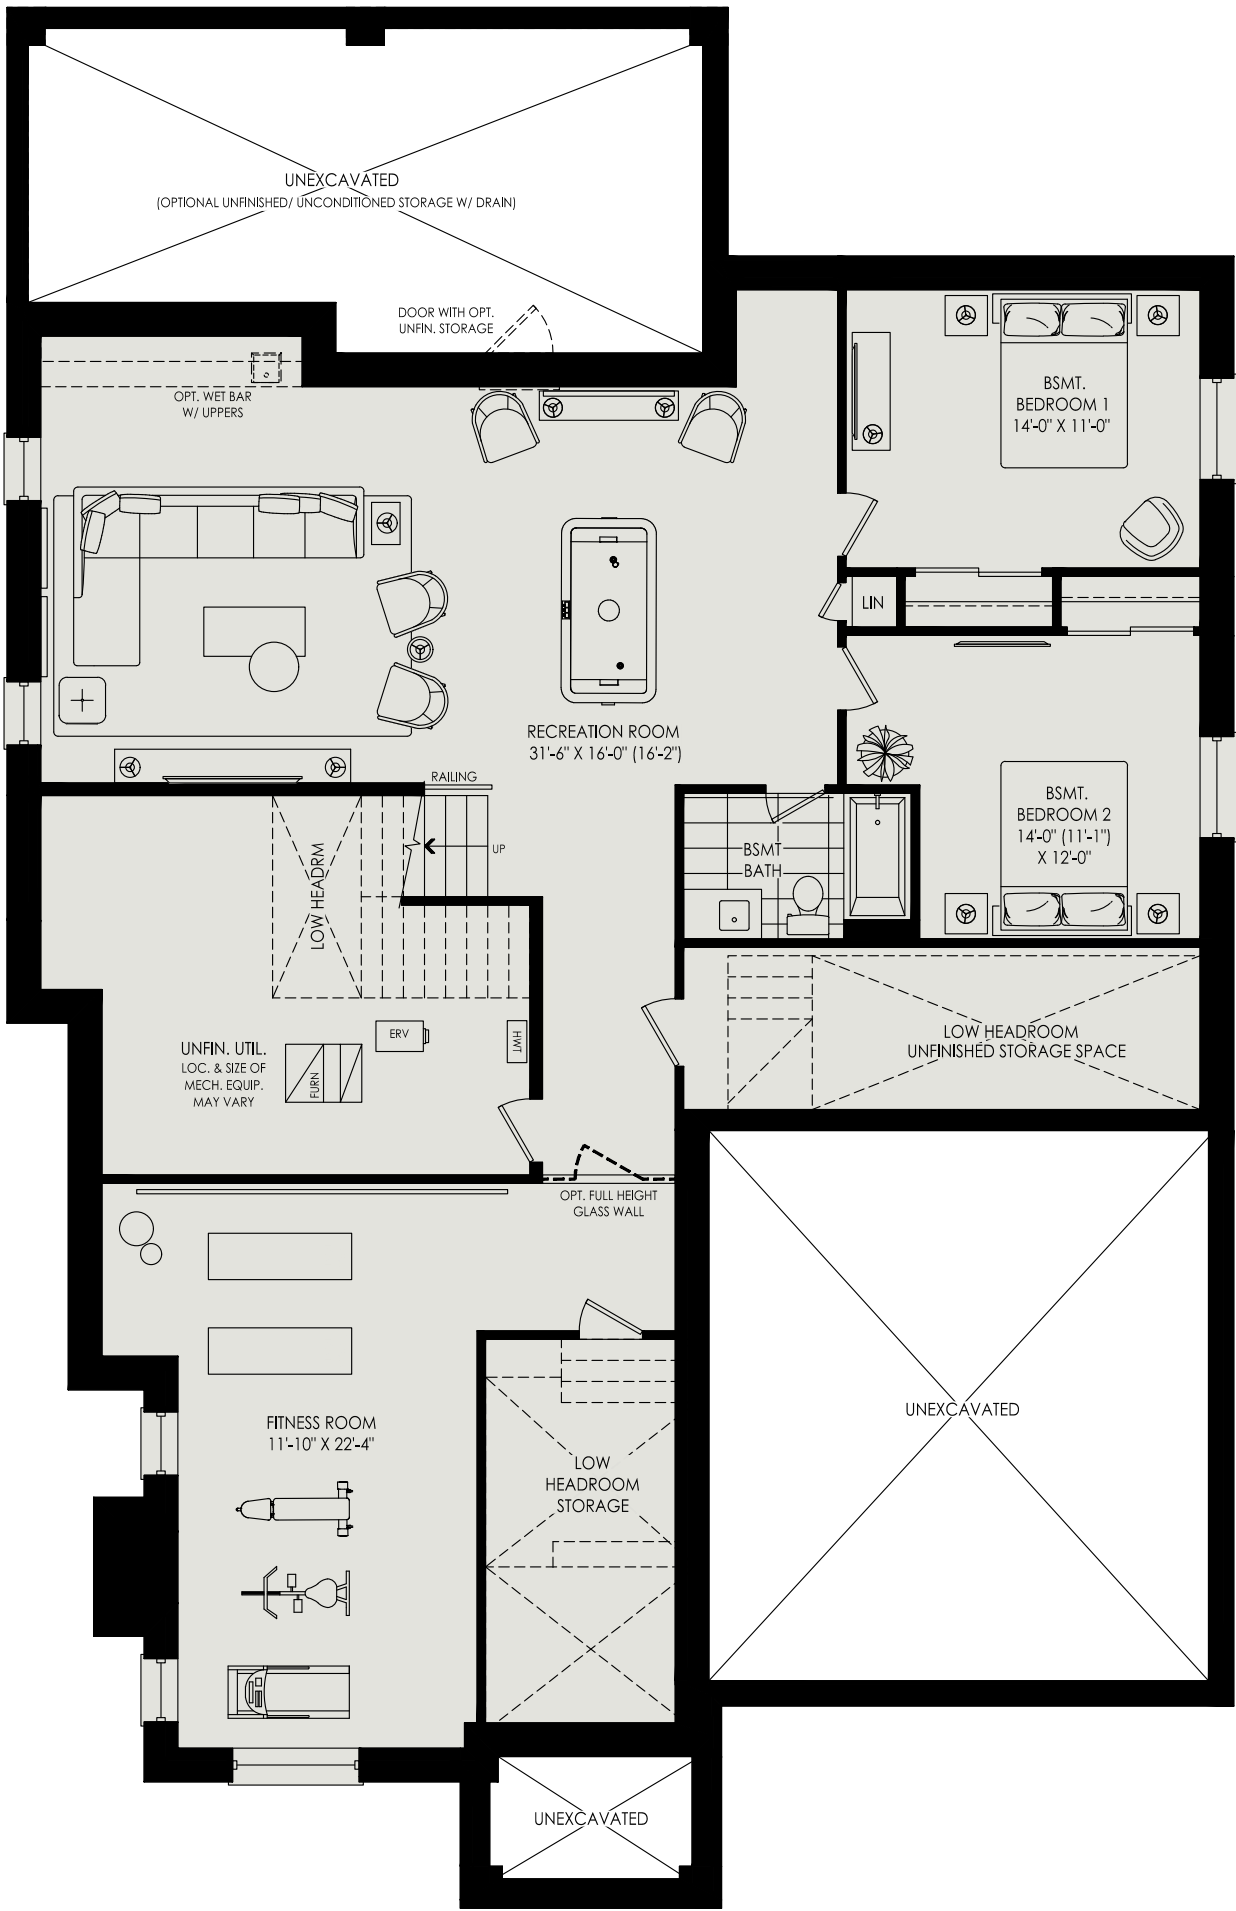 UNEXCAVATED
(OPTIONAL UNFINISHED/ UNCONDITIONED STORAGE W/ DRAIN)
DOOR WITH OPT.
UNFIN. STORAGE
OPT. WET BAR
W/ UPPERS
BSMT.
BEDROOM 1
14'-0" X 11'-0"
LIN
RECREATION ROOM
31'-6" X 16'-0" (16'-2")
RAILING
UP
LOW HEADRM
BSMT
BATH
BSMT.
BEDROOM 2
14'-0" (11'-1")
X 12'-0"
UNFIN. UTIL.
LOC. & SIZE OF
MECH. EQUIP.
MAY VARY
FURN
ERV
HWT
LOW HEADROOM
UNFINISHED STORAGE SPACE
OPT. FULL HEIGHT
GLASS WALL
FITNESS ROOM
11'-10" X 22'-4"
LOW
HEADROOM
STORAGE
UNEXCAVATED
UNEXCAVATED